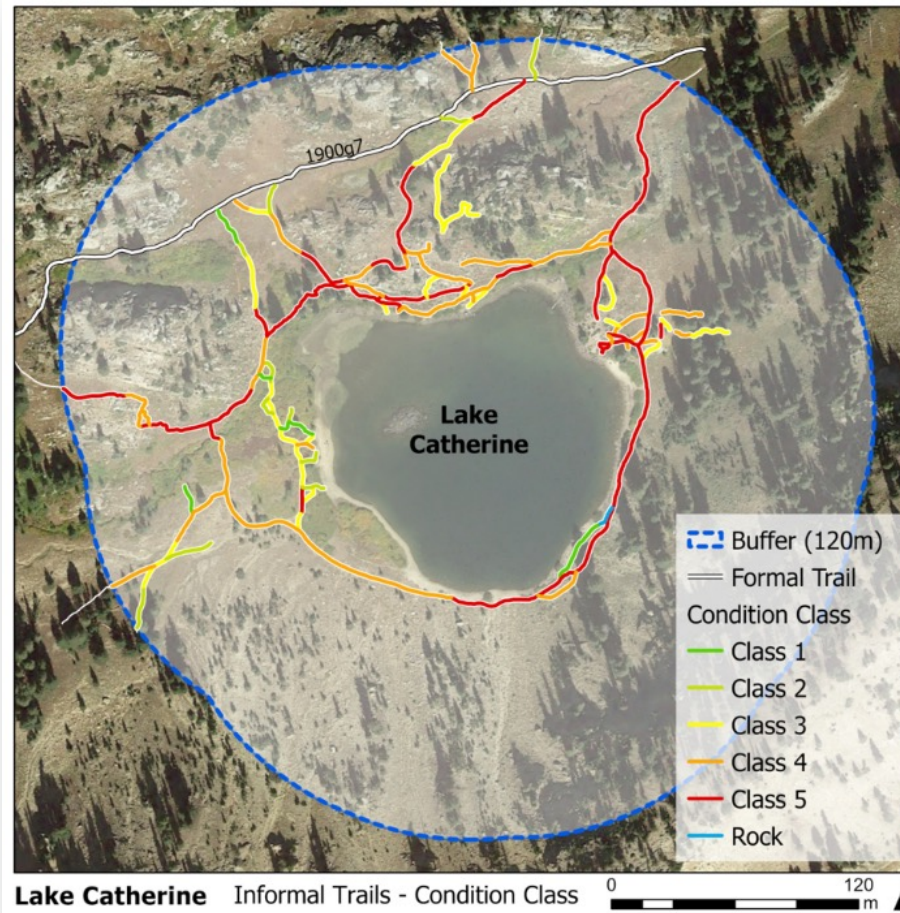 1900g7
Lake
Catherine
Buffer (120m)
Formal Trail
Condition Class
Class 1
Class 2
Class 3
Class 4
Class 5
Rock
Lake Catherine Informal Trails - Condition Class 0 120
m